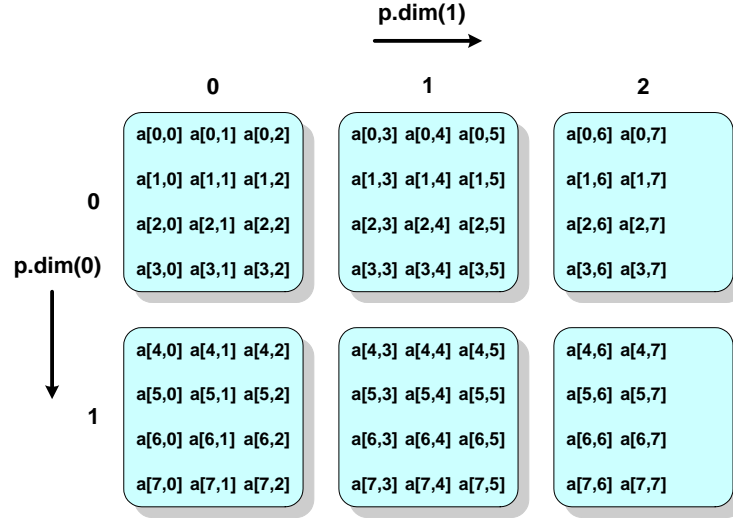 p.dim(1)
0 1 2
a[0,0] a[0,1] a[0,2] a[0,3] a[0,4] a[0,5] a[0,6] a[0,7]
a[1,0] a[1,1] a[1,2] a[1,3] a[1,4] a[1,5] a[1,6] a[1,7]
0
a[2,0] a[2,1] a[2,2] a[2,3] a[2,4] a[2,5] a[2,6] a[2,7]
p.dim(0)
a[3,0] a[3,1] a[3,2] a[3,3] a[3,4] a[3,5] a[3,6] a[3,7]
a[4,0] a[4,1] a[4,2] a[4,3] a[4,4] a[4,5] a[4,6] a[4,7]
a[5,0] a[5,1] a[5,2] a[5,3] a[5,4] a[5,5] a[5,6] a[5,7]
1
a[6,0] a[6,1] a[6,2] a[6,3] a[6,4] a[6,5] a[6,6] a[6,7]
a[7,0] a[7,1] a[7,2] a[7,3] a[7,4] a[7,5] a[7,6] a[7,7]